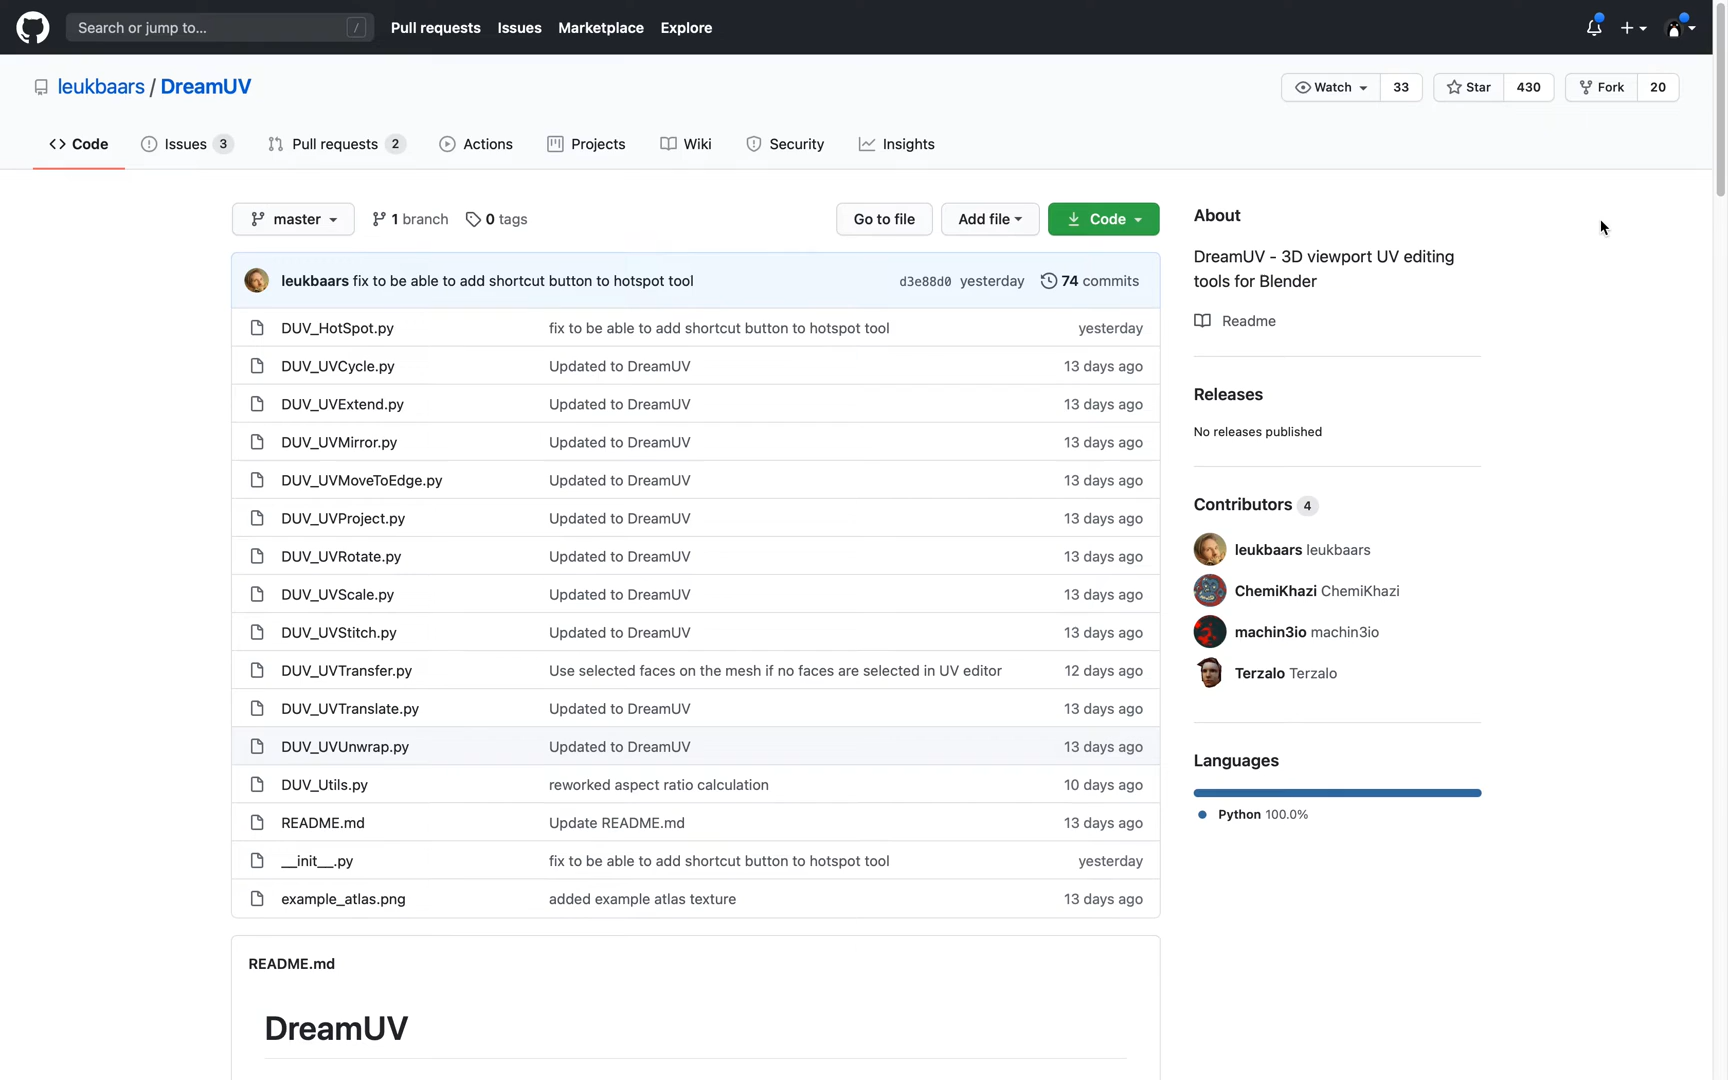 Search or jump to... /
Pull requests Issues Marketplace Explore
leukbaars / DreamUV
Watch 33 Star 430 Fork 20
Code Issues 3 Pull requests 2 Actions Projects Wiki Security Insights
master 1 branch 0 tags Go to file Add file Code
leukbaars fix to be able to add shortcut button to hotspot tool d3e88d0 yesterday 74 commits
DUV_HotSpot.py fix to be able to add shortcut button to hotspot tool yesterday
DUV_UVCycle.py Updated to DreamUV 13 days ago
DUV_UVExtend.py Updated to DreamUV 13 days ago
DUV_UVMirror.py Updated to DreamUV 13 days ago
DUV_UVMoveToEdge.py Updated to DreamUV 13 days ago
DUV_UVProject.py Updated to DreamUV 13 days ago
DUV_UVRotate.py Updated to DreamUV 13 days ago
DUV_UVScale.py Updated to DreamUV 13 days ago
DUV_UVStitch.py Updated to DreamUV 13 days ago
DUV_UVTransfer.py Use selected faces on the mesh if no faces are selected in UV editor 12 days ago
DUV_UVTranslate.py Updated to DreamUV 13 days ago
DUV_UVUnwrap.py Updated to DreamUV 13 days ago
DUV_Utils.py reworked aspect ratio calculation 10 days ago
README.md Update README.md 13 days ago
__init__.py fix to be able to add shortcut button to hotspot tool yesterday
example_atlas.png added example atlas texture 13 days ago
README.md
DreamUV
About
DreamUV - 3D viewport UV editing
tools for Blender
Readme
Releases
No releases published
Contributors 4
leukbaars leukbaars
ChemiKhazi ChemiKhazi
machin3io machin3io
Terzalo Terzalo
Languages
Python 100.0%